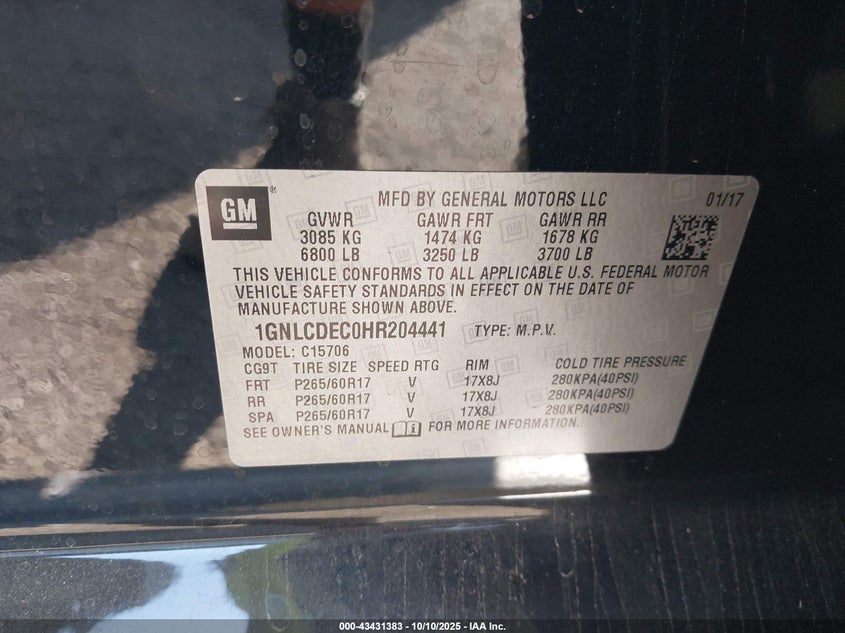 GM
®
MFD BY GENERAL MOTORS LLC 01/17
GVWR GAWR FRT GAWR RR
3085 KG 1474 KG 1678 KG
6800 LB 3250 LB 3700 LB
THIS VEHICLE CONFORMS TO ALL APPLICABLE U.S. FEDERAL MOTOR
VEHICLE SAFETY STANDARDS IN EFFECT ON THE DATE OF
MANUFACTURE SHOWN ABOVE.
1GNLCDEC0HR204441 TYPE: M.P.V.
MODEL: C15706
CG9T TIRE SIZE SPEED RTG RIM COLD TIRE PRESSURE
FRT P265/60R17 V 17X8J 280KPA(40PSI)
RR P265/60R17 V 17X8J 280KPA(40PSI)
SPA P265/60R17 V 17X8J 280KPA(40PSI)
SEE OWNER'S MANUAL i FOR MORE INFORMATION.
000-43431383 - 10/10/2025 - IAA Inc.